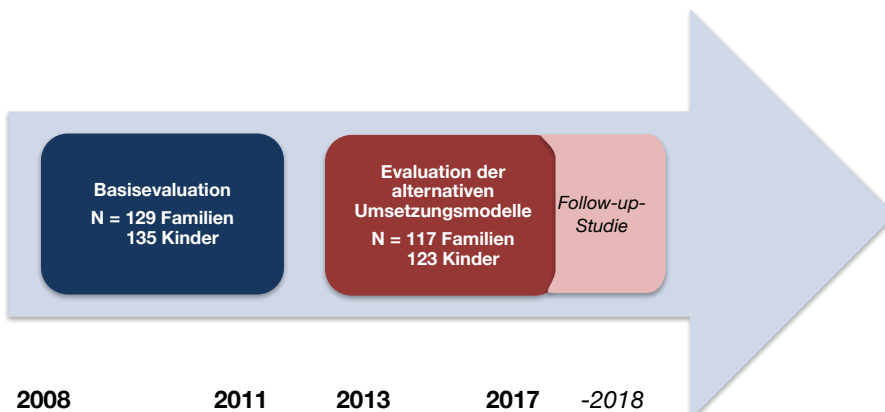 Basisevaluation
N = 129 Familien
135 Kinder
Evaluation der
alternativen
Umsetzungsmodelle
N = 117 Familien
123 Kinder
Follow-up-
Studie
2008 2011 2013 2017 -2018